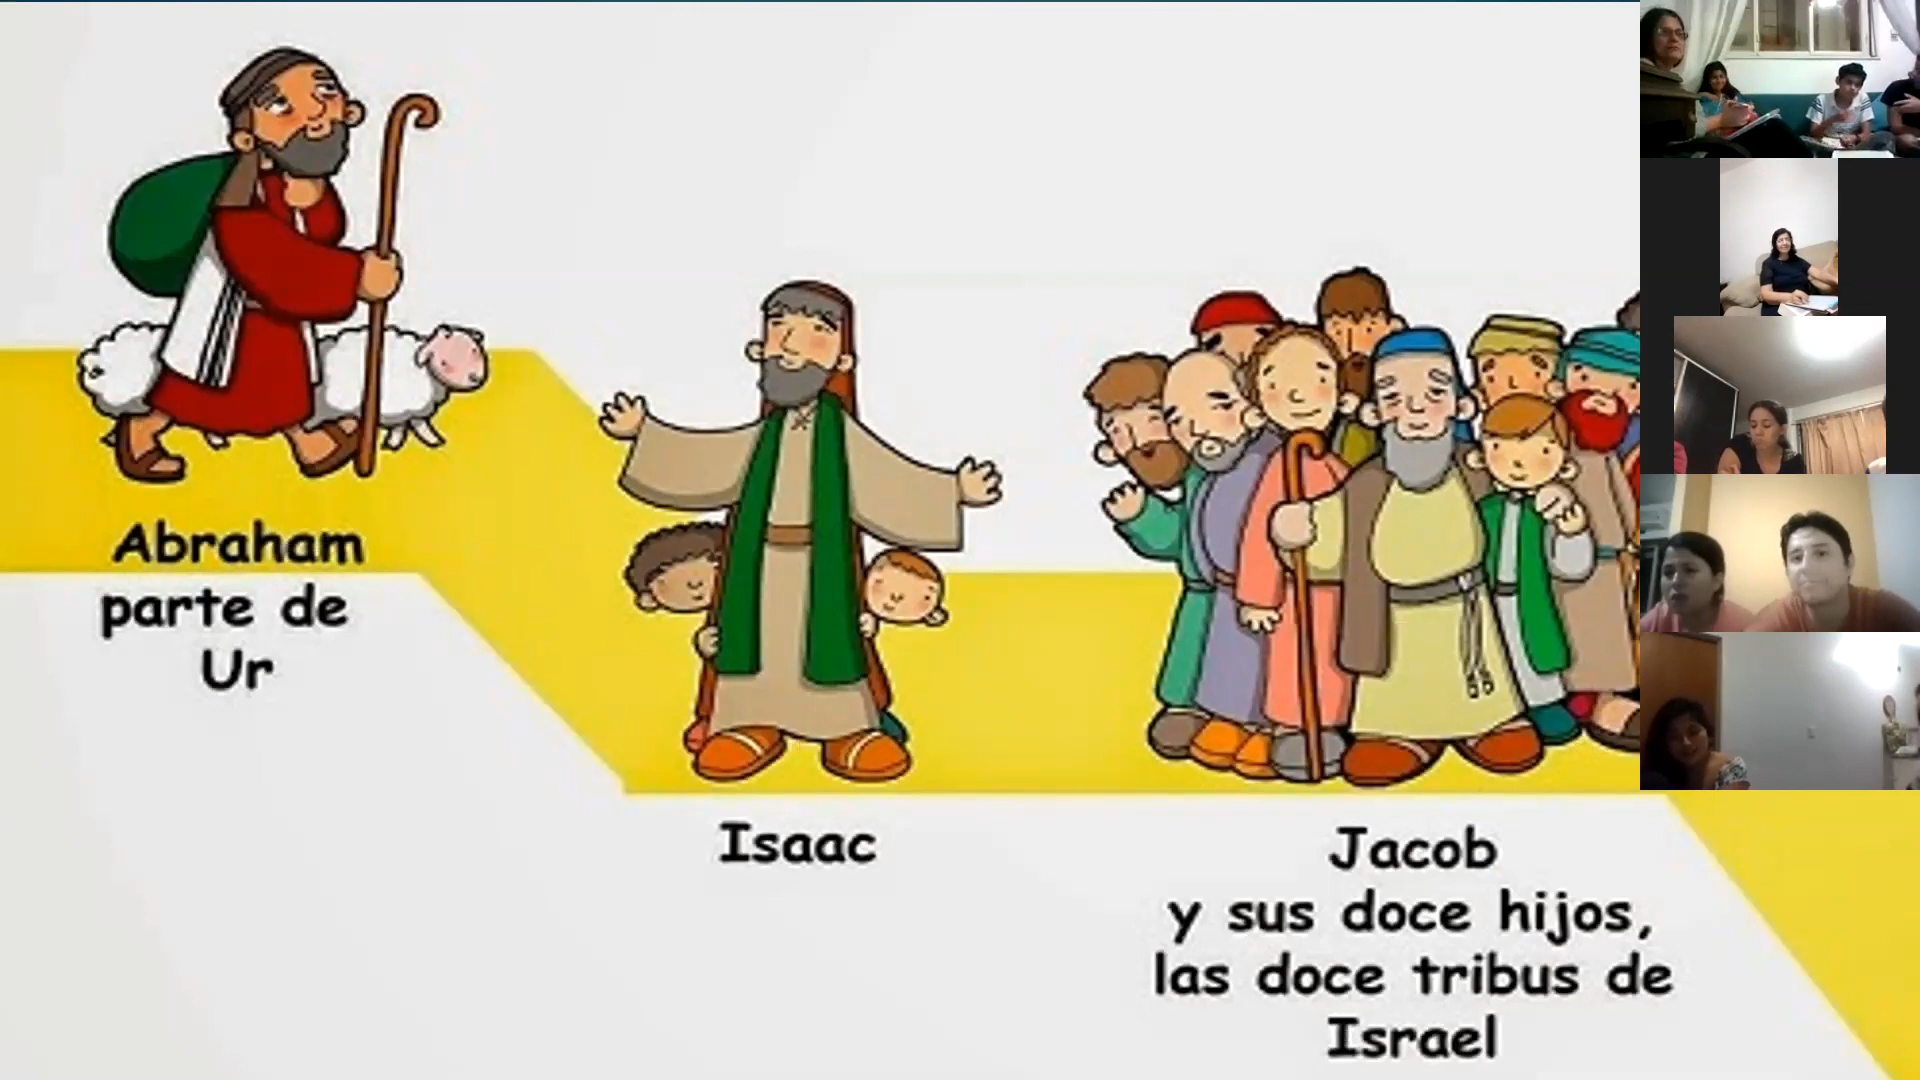 Abraham
parte de
Ur
Isaac
Jacob
y sus doce hijos,
las doce tribus de
Israel